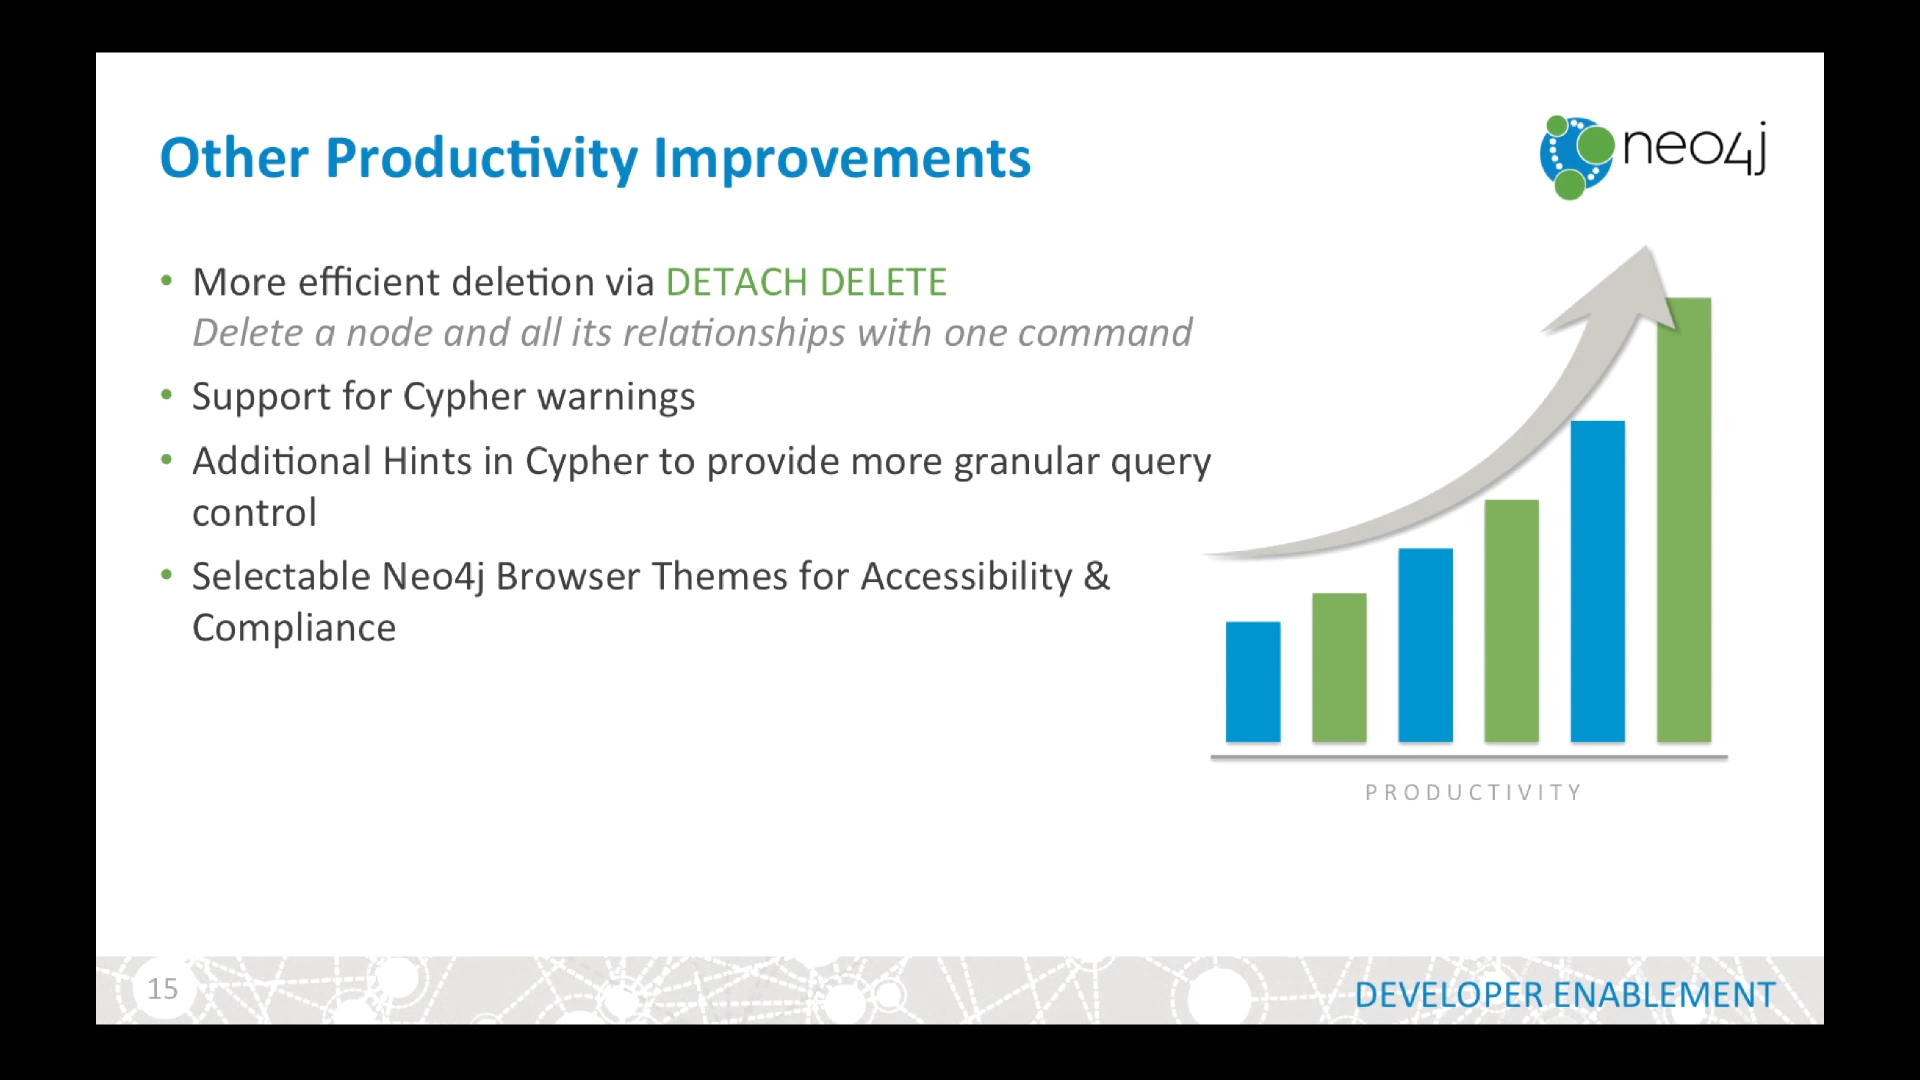 Other Productivity Improvements
neo4j
• More efficient deletion via DETACH DELETE
Delete a node and all its relationships with one command
• Support for Cypher warnings
• Additional Hints in Cypher to provide more granular query
control
• Selectable Neo4j Browser Themes for Accessibility &
Compliance
PRODUCTIVITY
15
DEVELOPER ENABLEMENT